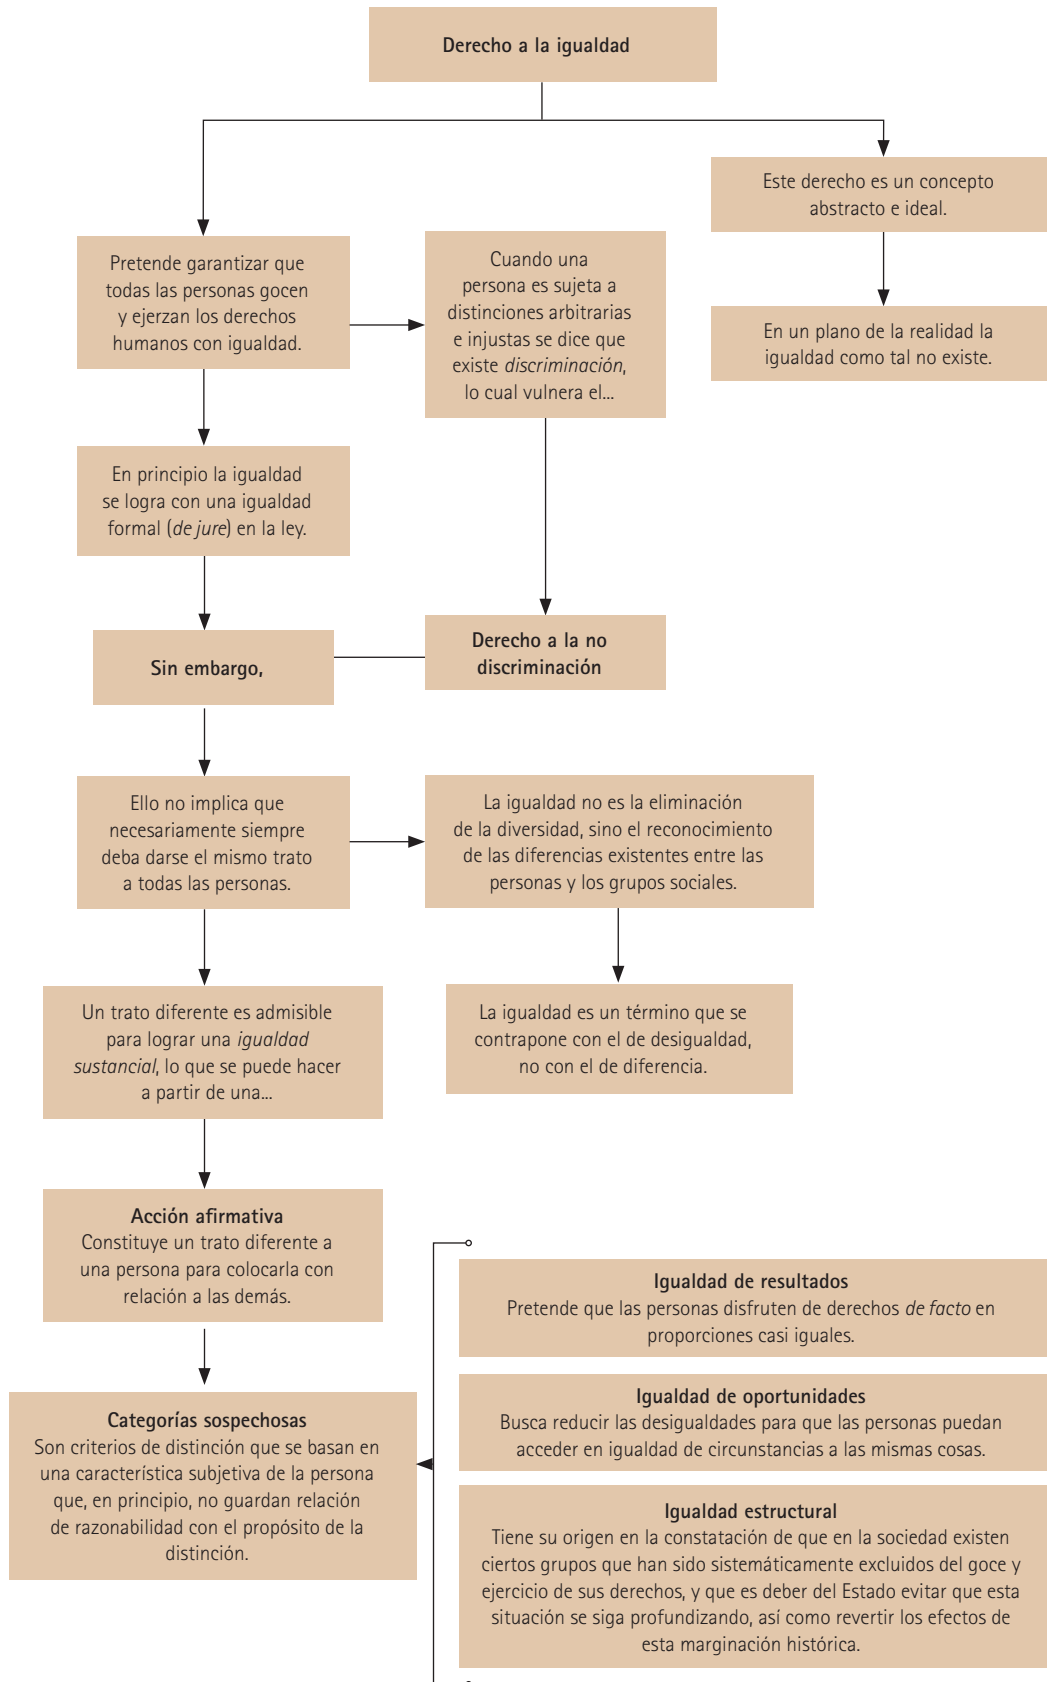 Derecho a la igualdad
Este derecho es un concepto
abstracto e ideal.
Pretende garantizar que
todas las personas gocen
y ejerzan los derechos
humanos con igualdad.
Cuando una
persona es sujeta a
distinciones arbitrarias
e injustas se dice que
existe discriminación,
lo cual vulnera el...
En un plano de la realidad la
igualdad como tal no existe.
En principio la igualdad
se logra con una igualdad
formal (de jure) en la ley.
Sin embargo,
Derecho a la no
discriminación
Ello no implica que
necesariamente siempre
deba darse el mismo trato
a todas las personas.
La igualdad no es la eliminación
de la diversidad, sino el reconocimiento
de las diferencias existentes entre las
personas y los grupos sociales.
Un trato diferente es admisible
para lograr una igualdad
sustancial, lo que se puede hacer
a partir de una...
La igualdad es un término que se
contrapone con el de desigualdad,
no con el de diferencia.
Acción afirmativa
Constituye un trato diferente a
una persona para colocarla con
relación a las demás.
Igualdad de resultados
Pretende que las personas disfruten de derechos de facto en
proporciones casi iguales.
Igualdad de oportunidades
Busca reducir las desigualdades para que las personas puedan
acceder en igualdad de circunstancias a las mismas cosas.
Categorías sospechosas
Son criterios de distinción que se basan en
una característica subjetiva de la persona
que, en principio, no guardan relación
de razonabilidad con el propósito de la
distinción.
Igualdad estructural
Tiene su origen en la constatación de que en la sociedad existen
ciertos grupos que han sido sistemáticamente excluidos del goce y
ejercicio de sus derechos, y que es deber del Estado evitar que esta
situación se siga profundizando, así como revertir los efectos de
esta marginación histórica.